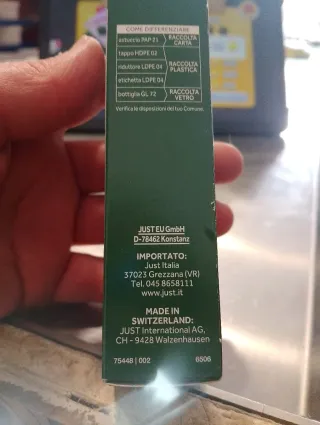 COME DIFFERENZIARE
astuccio PAP 21
RACCOLTA
CARTA
tappo HDPE 02
riduttore LDPE 04
RACCOLTA
PLASTICA
etichetta LDPE 04
bottiglia GL 72
RACCOLTA
VETRO
Verifica le disposizioni del tuo Comune.
JUST EU GmbH
D-78462 Konstanz
IMPORTATO:
Just Italia
37023 Grezzana (VR)
Tel. 045 8658111
www.just.it
MADE IN
SWITZERLAND:
JUST International AG,
CH - 9428 Walzenhausen
75448 | 002 6506